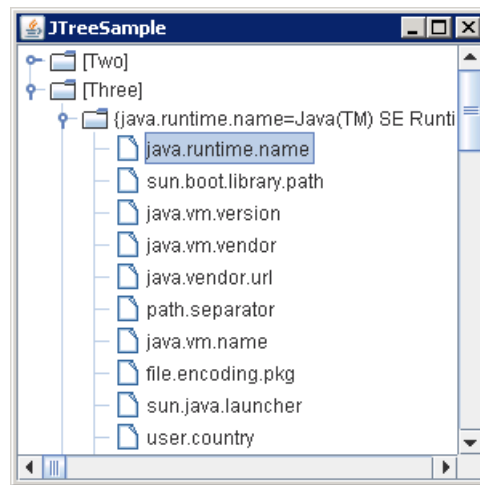 JTreeSample
[Two]
[Three]
{java.runtime.name=Java(TM) SE Runti
java.runtime.name
sun.boot.library.path
java.vm.version
java.vm.vendor
java.vendor.url
path.separator
java.vm.name
file.encoding.pkg
sun.java.launcher
user.country